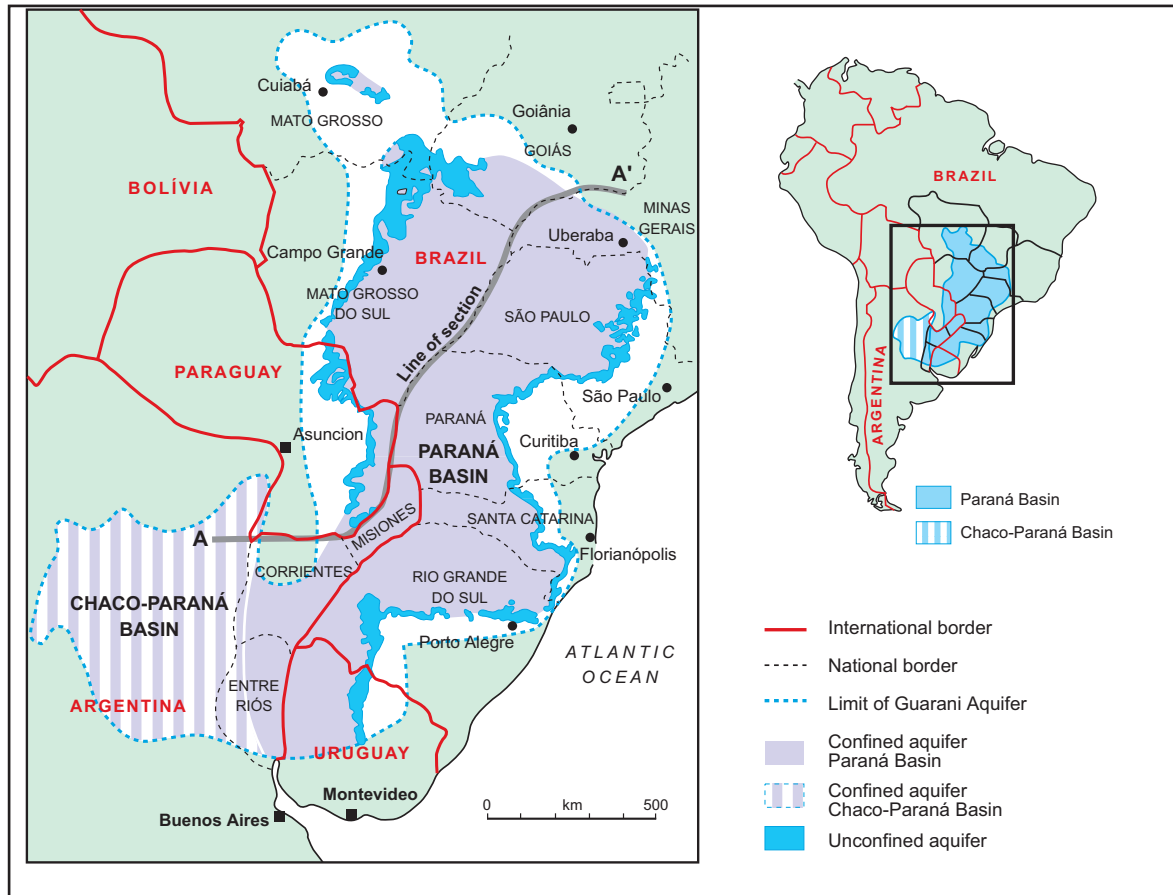 Cuiabá
MATO GROSSO
Goiânia
GOIÁS
BOLÍVIA
A'
MINAS
GERAIS
Uberaba
Campo Grande
BRAZIL
MATO GROSSO
DO SUL
SÃO PAULO
Line of section
PARAGUAY
São Paulo
Asuncion
PARANÁ
PARANÁ
BASIN
Curitiba
MISIONES
SANTA CATARINA
A
Florianópolis
CORRIENTES
CHACO-PARANÁ
BASIN
RIO GRANDE
DO SUL
Porto Alegre
ATLANTIC
OCEAN
ENTRE
RIÓS
ARGENTINA
URUGUAY
Montevideo
Buenos Aires
0 km 500
BRAZIL
ARGENTINA
Paraná Basin
Chaco-Paraná Basin
International border
National border
Limit of Guarani Aquifer
Confined aquifer
Paraná Basin
Confined aquifer
Chaco-Paraná Basin
Unconfined aquifer